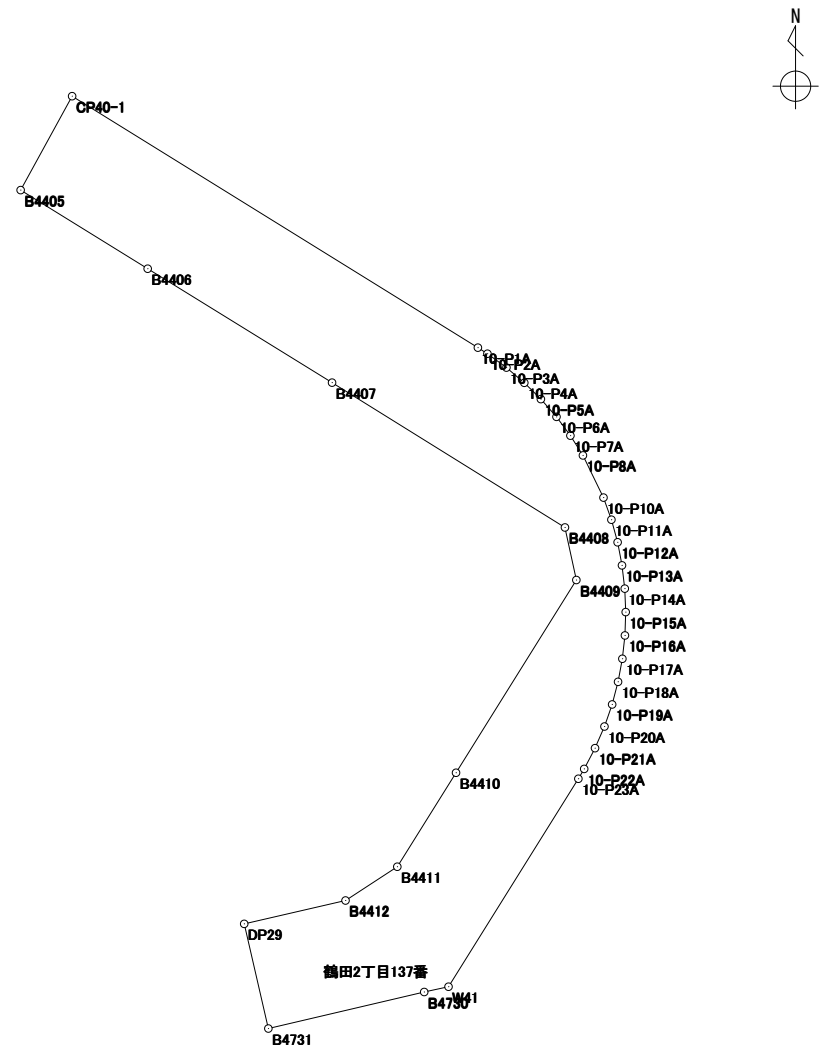 N
CP40-1
B4405
B4406
10-P1A
10-P2A
10-P3A
B4407
10-P4A
10-P5A
10-P6A
10-P7A
10-P8A
10-P10A
10-P11A
B4408
10-P12A
10-P13A
B4409
10-P14A
10-P15A
10-P16A
10-P17A
10-P18A
10-P19A
10-P20A
10-P21A
10-P22A
B4410
10-P23A
B4411
B4412
DP29
鶴田2丁目137番
W41
B4730
B4731